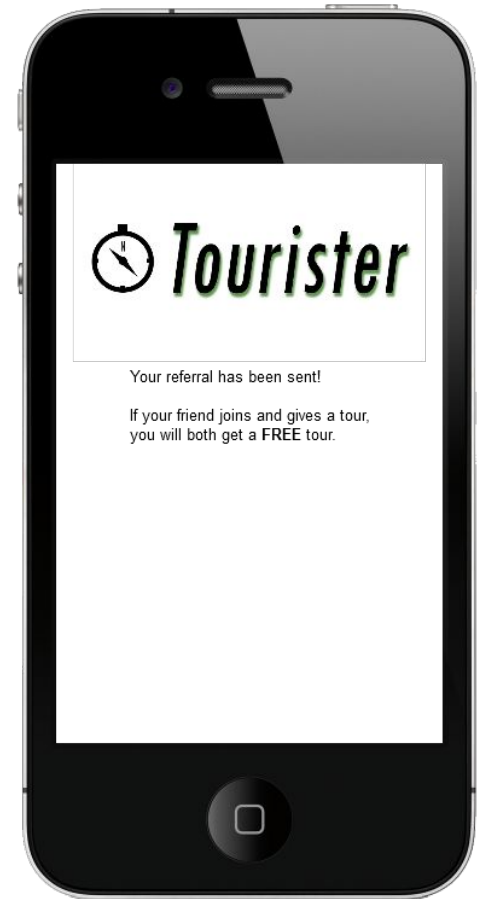 N
Tourister
Your referral has been sent!
If your friend joins and gives a tour,
you will both get a FREE tour.